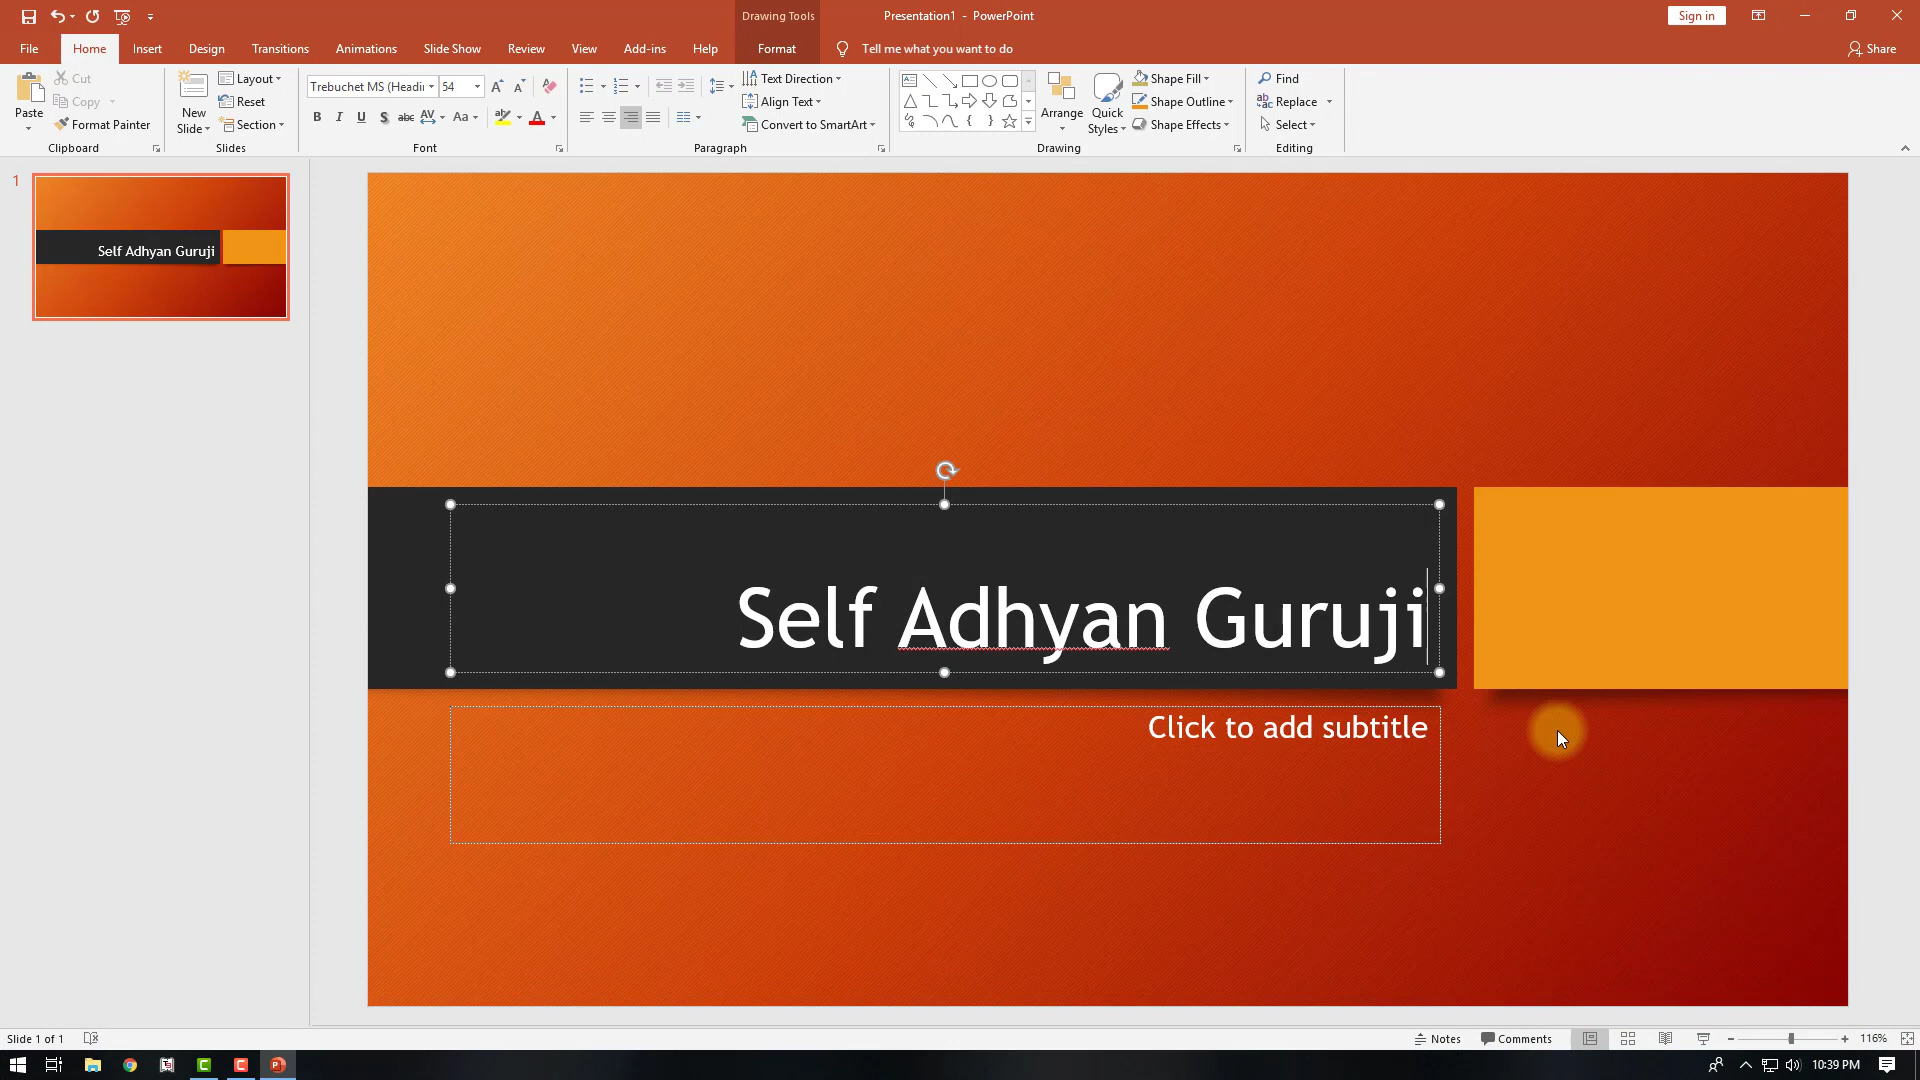 Drawing Tools
Presentation1 - PowerPoint
Sign in
File Home Insert Design Transitions Animations Slide Show Review View Add-ins Help Format Tell me what you want to do Share
Paste
Cut
Copy
Format Painter
Clipboard
New Slide
Layout
Reset
Section
Slides
Trebuchet MS (Headi 54
B I U S abc AV Aa A
Font
Text Direction
Align Text
Convert to SmartArt
Paragraph
Arrange
Quick Styles
Shape Fill
Shape Outline
Shape Effects
Drawing
Find
Replace
Select
Editing
1
Self Adhyan Guruji
Self Adhyan Guruji
Click to add subtitle
Slide 1 of 1
Notes Comments 116%
10:39 PM